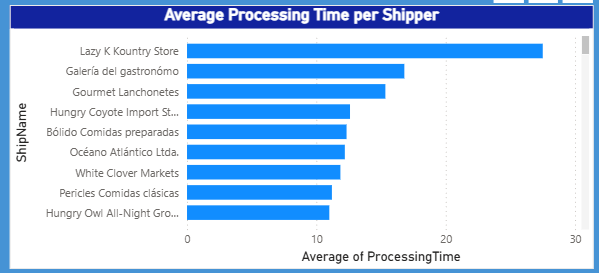 Average Processing Time per Shipper
ShipName
Lazy K Kountry Store
Galería del gastronómo
Gourmet Lanchonetes
Hungry Coyote Import St...
Bólido Comidas preparadas
Océano Atlántico Ltda.
White Clover Markets
Pericles Comidas clásicas
Hungry Owl All-Night Gro...
0 10 20 30
Average of ProcessingTime